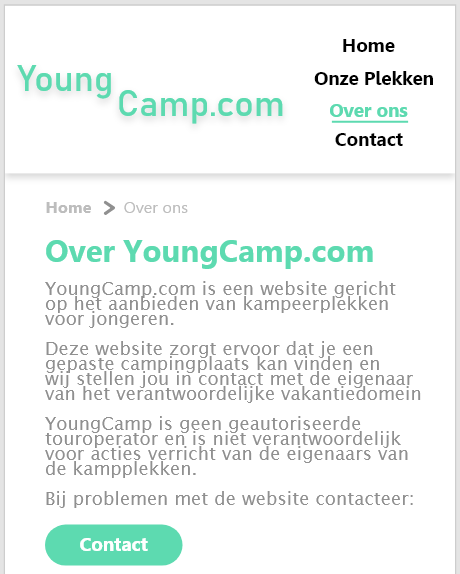 Young
Camp.com
Home
Onze Plekken
Over ons
Contact
Home > Over ons
Over YoungCamp.com
YoungCamp.com is een website gericht
op het aanbieden van kampeerplekken
voor jongeren.
Deze website zorgt ervoor dat je een
gepaste campingplaats kan vinden en
wij stellen jou in contact met de eigenaar
van het verantwoordelijke vakantiedomein
YoungCamp is geen geautoriseerde
touroperator en is niet verantwoordelijk
voor acties verricht van de eigenaars van
de kampplekken.
Bij problemen met de website contacteer:
Contact